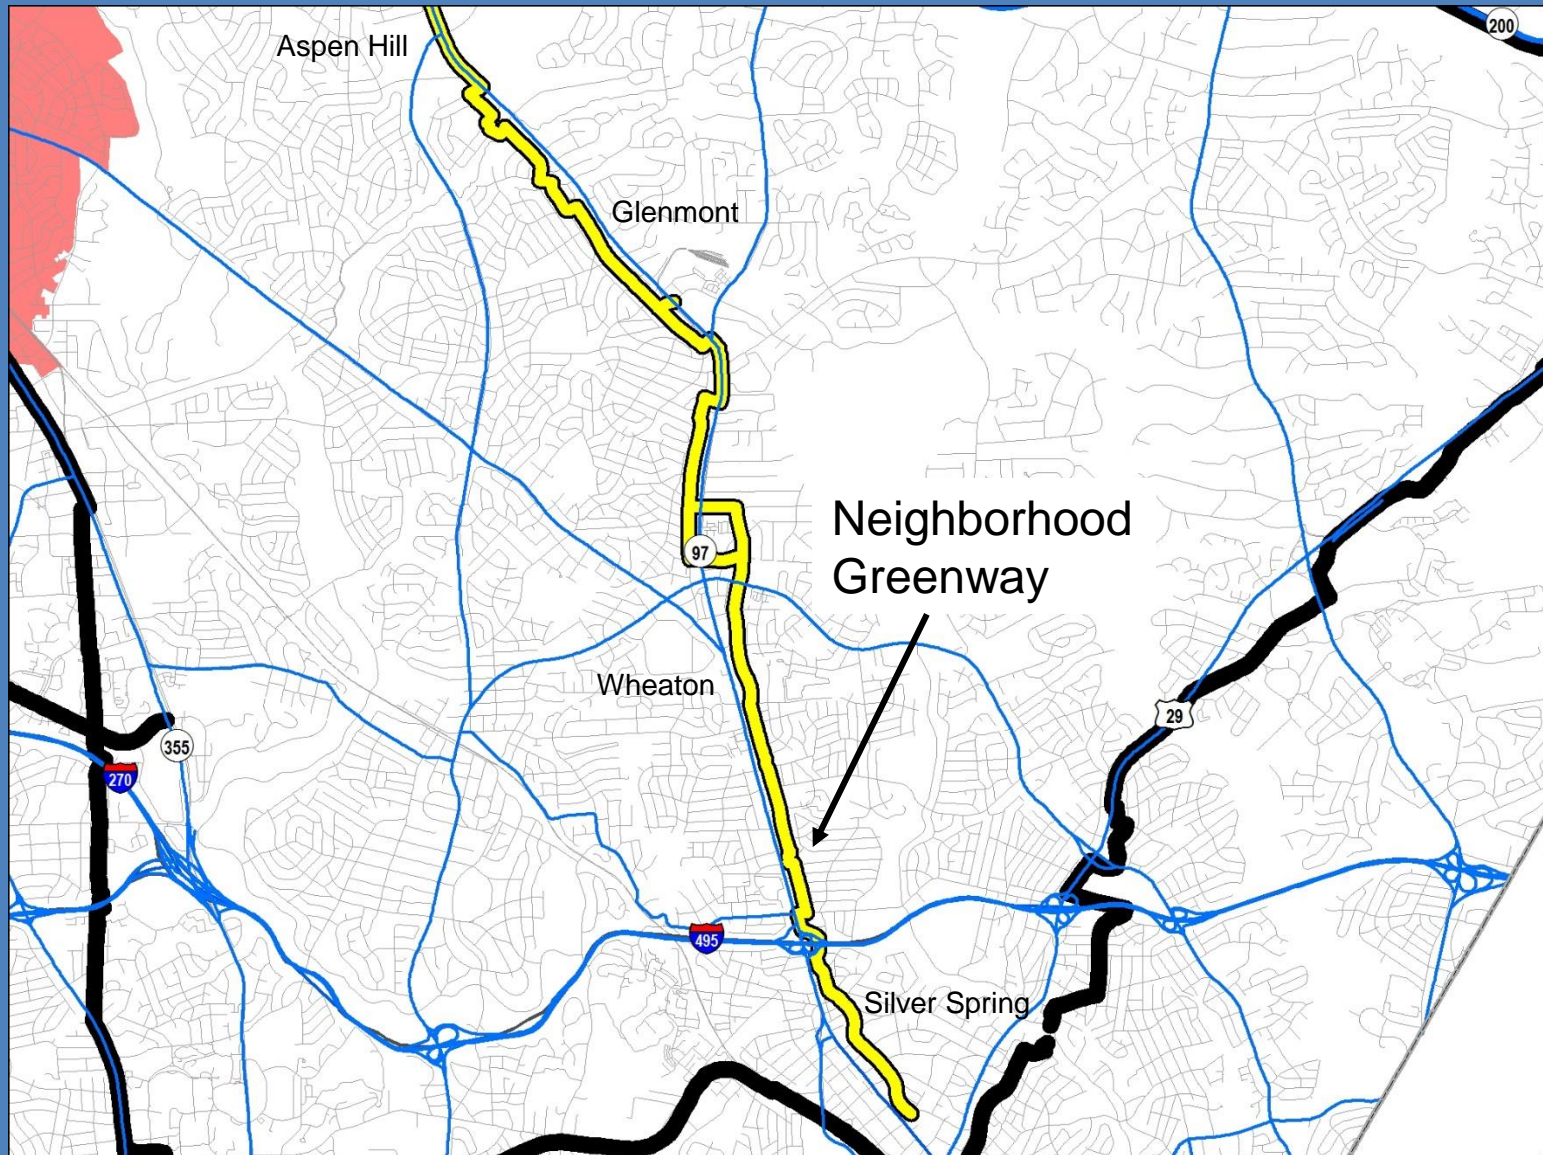 200
Aspen Hill
Glenmont
Neighborhood
Greenway
97
Wheaton
29
355
270
495
Silver Spring